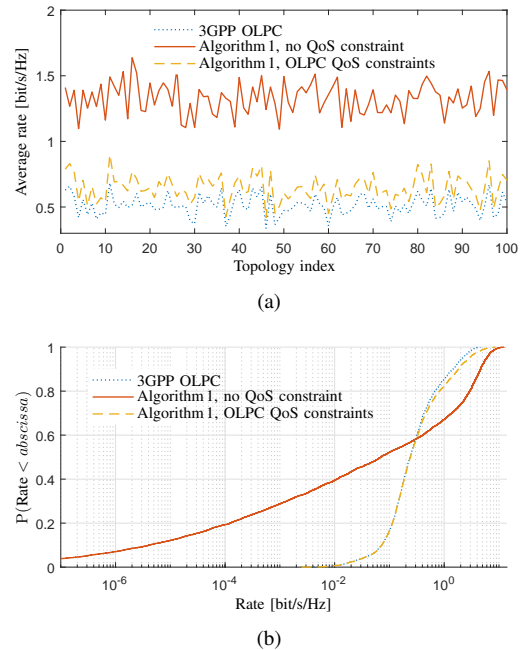 2
1.5
1
0.5
Average rate [bit/s/Hz]
3GPP OLPC
Algorithm 1, no QoS constraint
Algorithm 1, OLPC QoS constraints
0 10 20 30 40 50 60 70 80 90 100
Topology index
(a)
1
0.8
0.6
0.4
0.2
0
P(Rate < abscissa)
3GPP OLPC
Algorithm 1, no QoS constraint
Algorithm 1, OLPC QoS constraints
10^-6 10^-4 10^-2 10^0
Rate [bit/s/Hz]
(b)